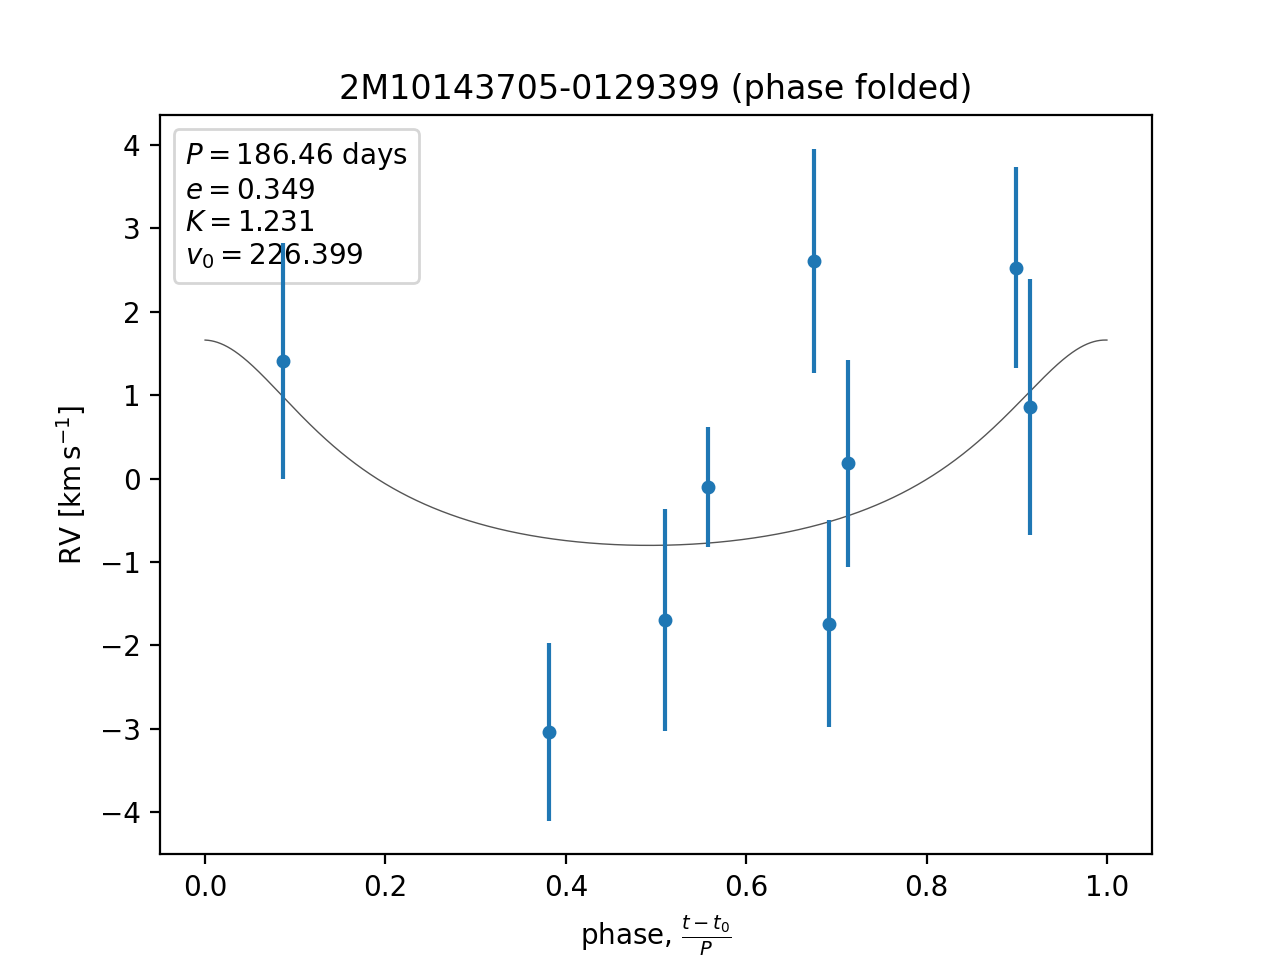 2M10143705-0129399 (phase folded)
P = 186.46 days
e = 0.349
K = 1.231
v₀ = 226.399
4
3
2
1
0
−1
−2
−3
−4
RV [km s⁻¹]
0.0 0.2 0.4 0.6 0.8 1.0
phase, (t − t₀)/P